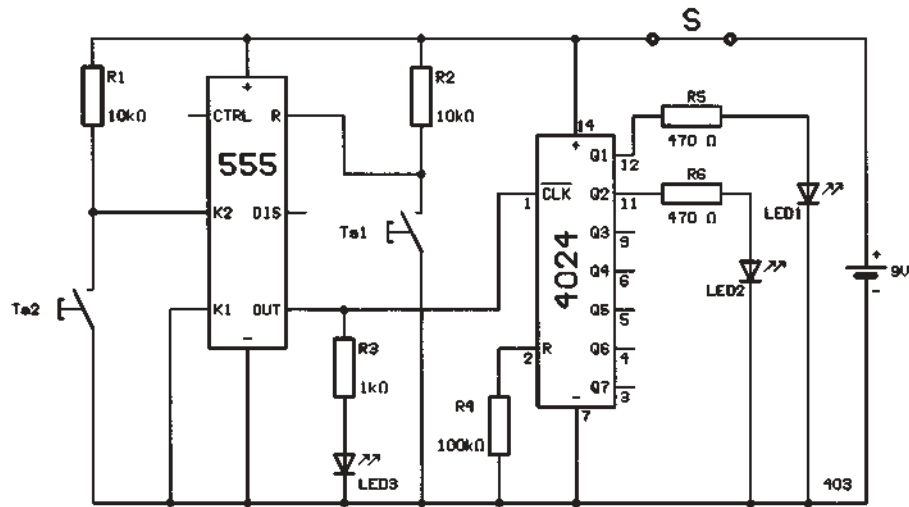 S
R1
10kΩ
CTRL
+
R
555
K2
DIS
K1
OUT
-
R2
10kΩ
Ta1
Ta2
R3
1kΩ
LED3
R4
100kΩ
14
+
Q1
12
CLK
1
Q2
11
Q3
9
Q4
6
Q5
5
Q6
4
Q7
3
R
2
4024
-
7
R5
470 Ω
R6
470 Ω
LED1
LED2
+
9V
-
403